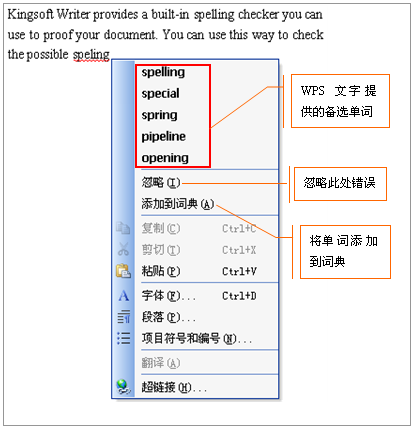 Kingsoft Writer provides a built-in spelling checker you can
use to proof your document. You can use this way to check
the possible speling
spelling
special
spring
pipeline
opening
忽略(I)
添加到词典(A)
复制(C) Ctrl+C
剪切(T) Ctrl+X
粘贴(P) Ctrl+V
字体(F)... Ctrl+D
段落(P)...
项目符号和编号(N)...
翻译(A)
超链接(H)...
WPS 文字提
供的备选单词
忽略此处错误
将单词添加
到词典